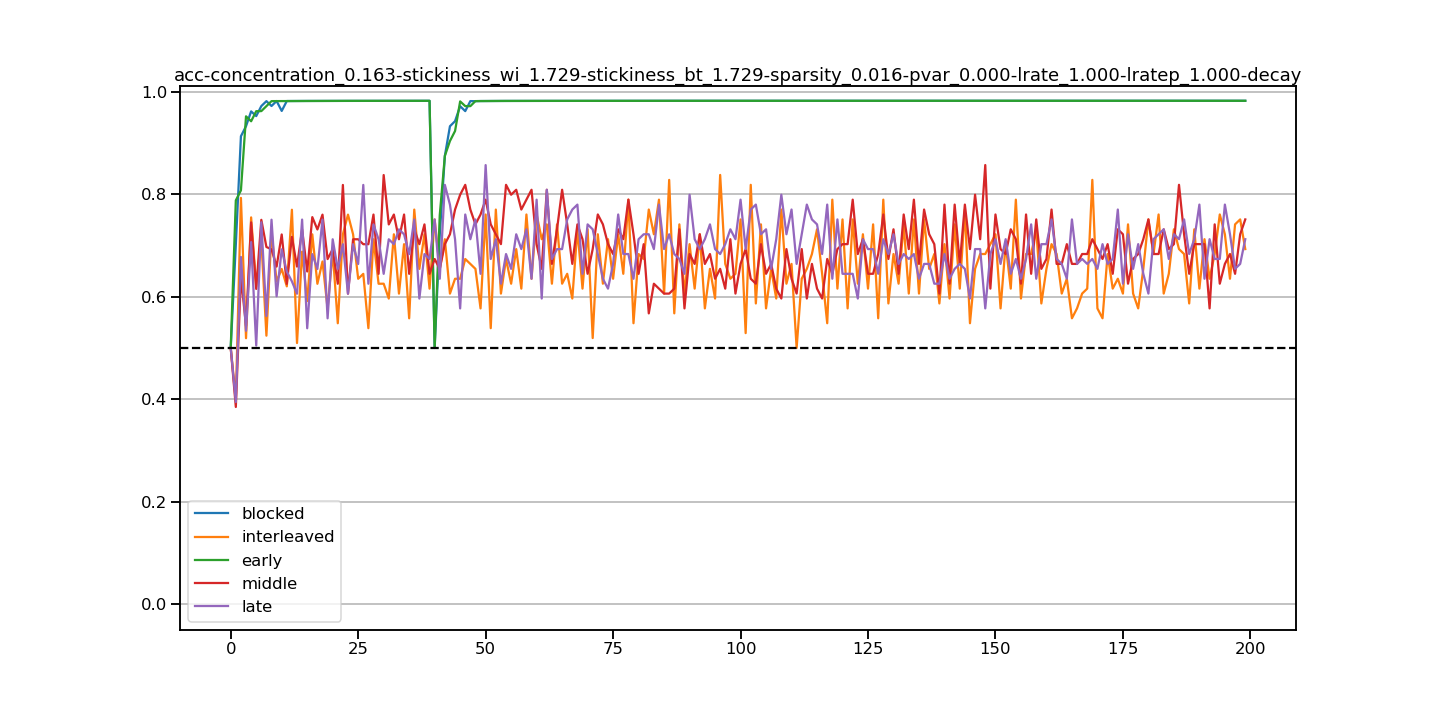 acc-concentration_0.163-stickiness_wi_1.729-stickiness_bt_1.729-sparsity_0.016-pvar_0.000-lrate_1.000-lratep_1.000-decay
1.0
0.8
0.6
0.4
0.2
0.0
blocked
interleaved
early
middle
late
0 25 50 75 100 125 150 175 200